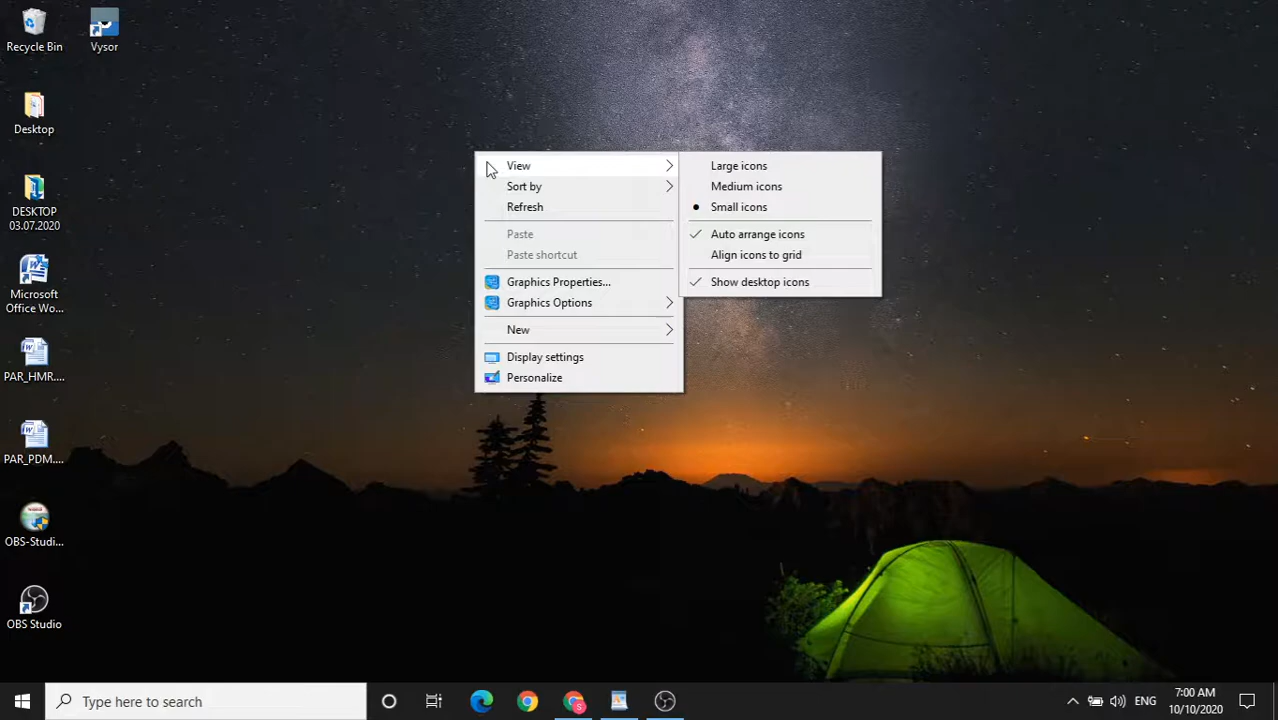 Recycle Bin
Vysor
Desktop
DESKTOP
03.07.2020
Microsoft
Office Wo...
PAR_HMR....
PAR_PDM....
OBS-Studi...
OBS Studio
View
Sort by
Refresh
Paste
Paste shortcut
Graphics Properties...
Graphics Options
New
Display settings
Personalize
Large icons
Medium icons
Small icons
Auto arrange icons
Align icons to grid
Show desktop icons
Type here to search
S
ENG
7:00 AM
10/10/2020